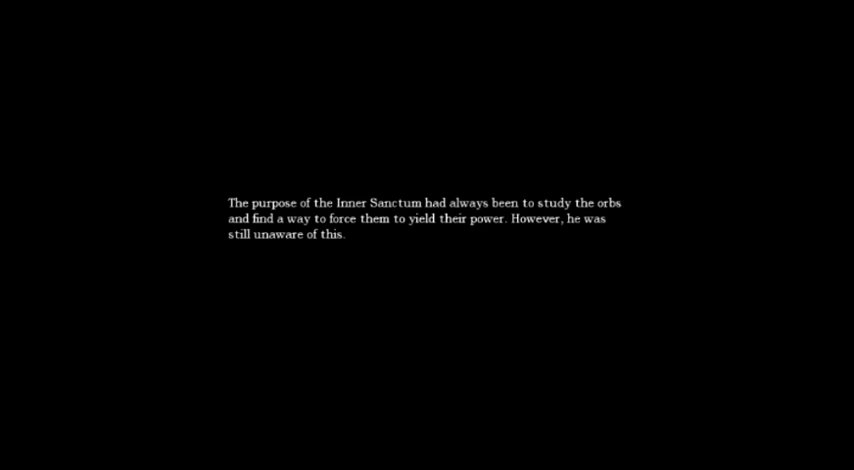 The purpose of the Inner Sanctum had always been to study the orbs
and find a way to force them to yield their power. However, he was
still unaware of this.